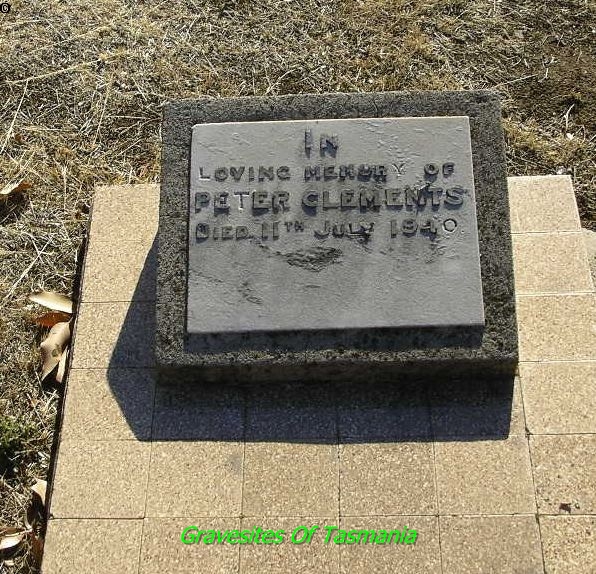 IN
LOVING MEMORY OF
PETER CLEMENTS
DIED 11TH JULY 1940
Gravesites Of Tasmania